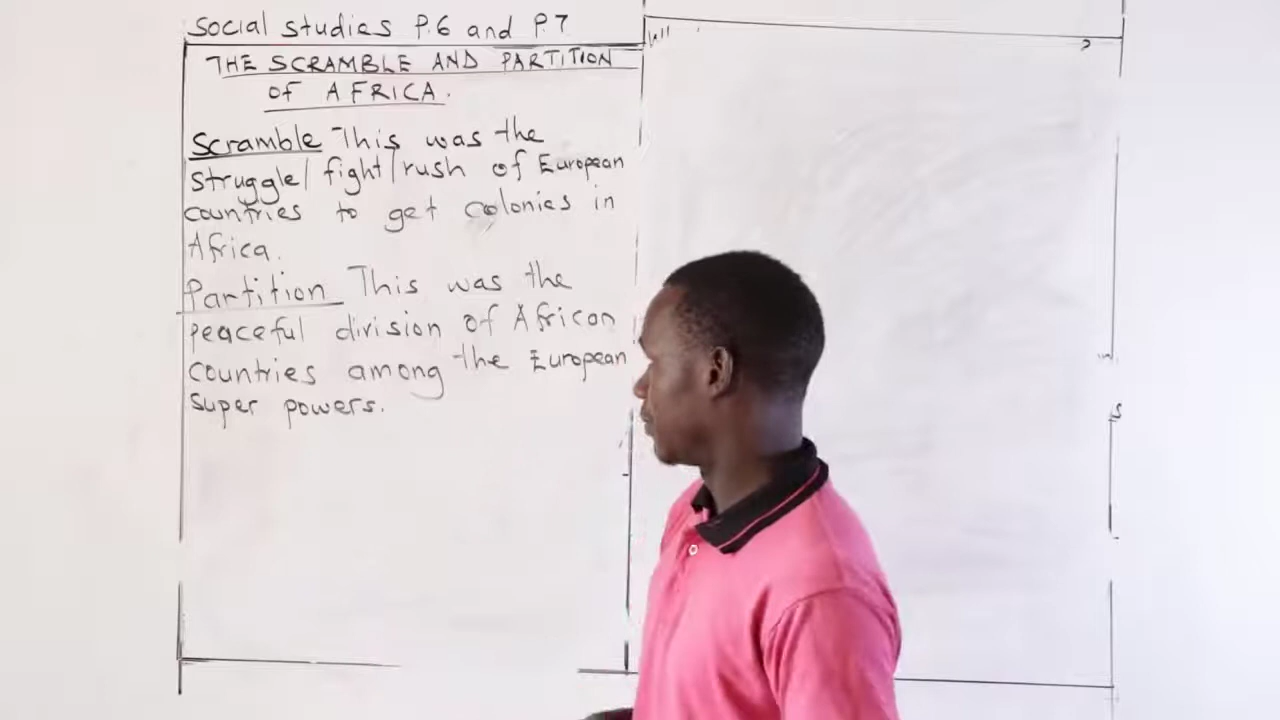 Social studies P.6 and P.7
THE SCRAMBLE AND PARTITION
OF AFRICA.
Scramble This was the
struggle/ fight/rush of European
countries to get colonies in
Africa.
Partition This was the
peaceful division of African
countries among the European
super powers.